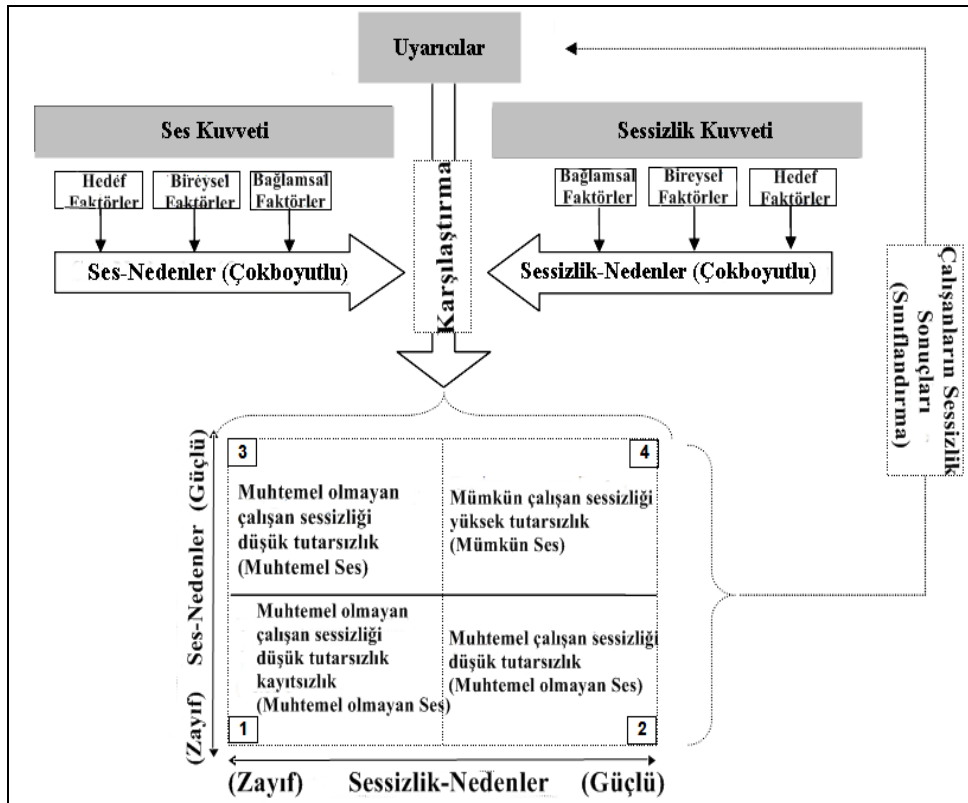 Uyarıcılar
Ses Kuvveti
Sessizlik Kuvveti
Hedef
Faktörler
Bireysel
Faktörler
Bağlamsal
Faktörler
Bağlamsal
Faktörler
Bireysel
Faktörler
Hedef
Faktörler
Ses-Nedenler (Çokboyutlu)
Karşılaştırma
Sessizlik-Nedenler (Çokboyutlu)
Çalışanların Sessizlik
Sonuçları
(Sınıflandırma)
(Zayıf) Ses-Nedenler (Güçlü)
3
Muhtemel olmayan
çalışan sessizliği
düşük tutarsızlık
(Muhtemel Ses)
4
Mümkün çalışan sessizliği
yüksek tutarsızlık
(Mümkün Ses)
Muhtemel olmayan
çalışan sessizliği
düşük tutarsızlık
kayıtsızlık
(Muhtemel olmayan Ses)
1
Muhtemel çalışan sessizliği
düşük tutarsızlık
(Muhtemel olmayan Ses)
2
(Zayıf) Sessizlik-Nedenler (Güçlü)